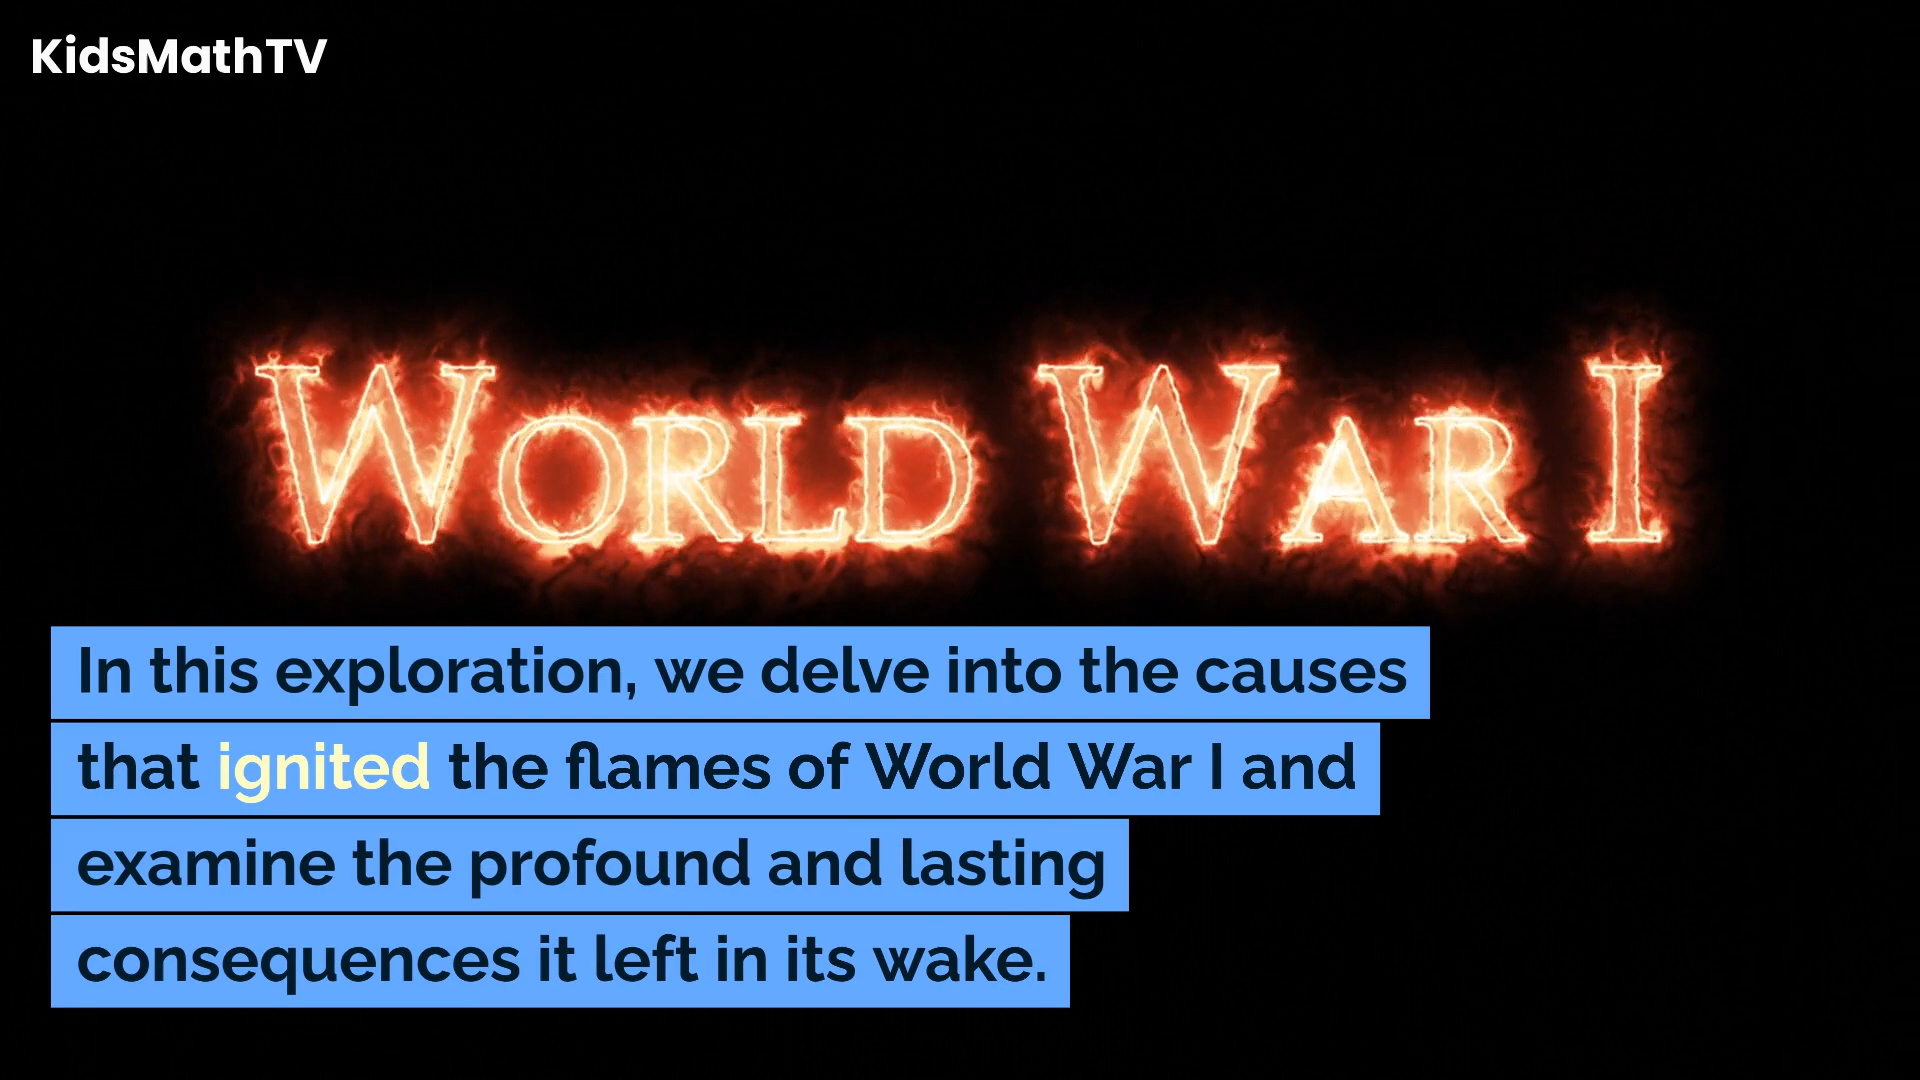 KidsMathTV
WORLD WAR I
In this exploration, we delve into the causes
that ignited the flames of World War I and
examine the profound and lasting
consequences it left in its wake.